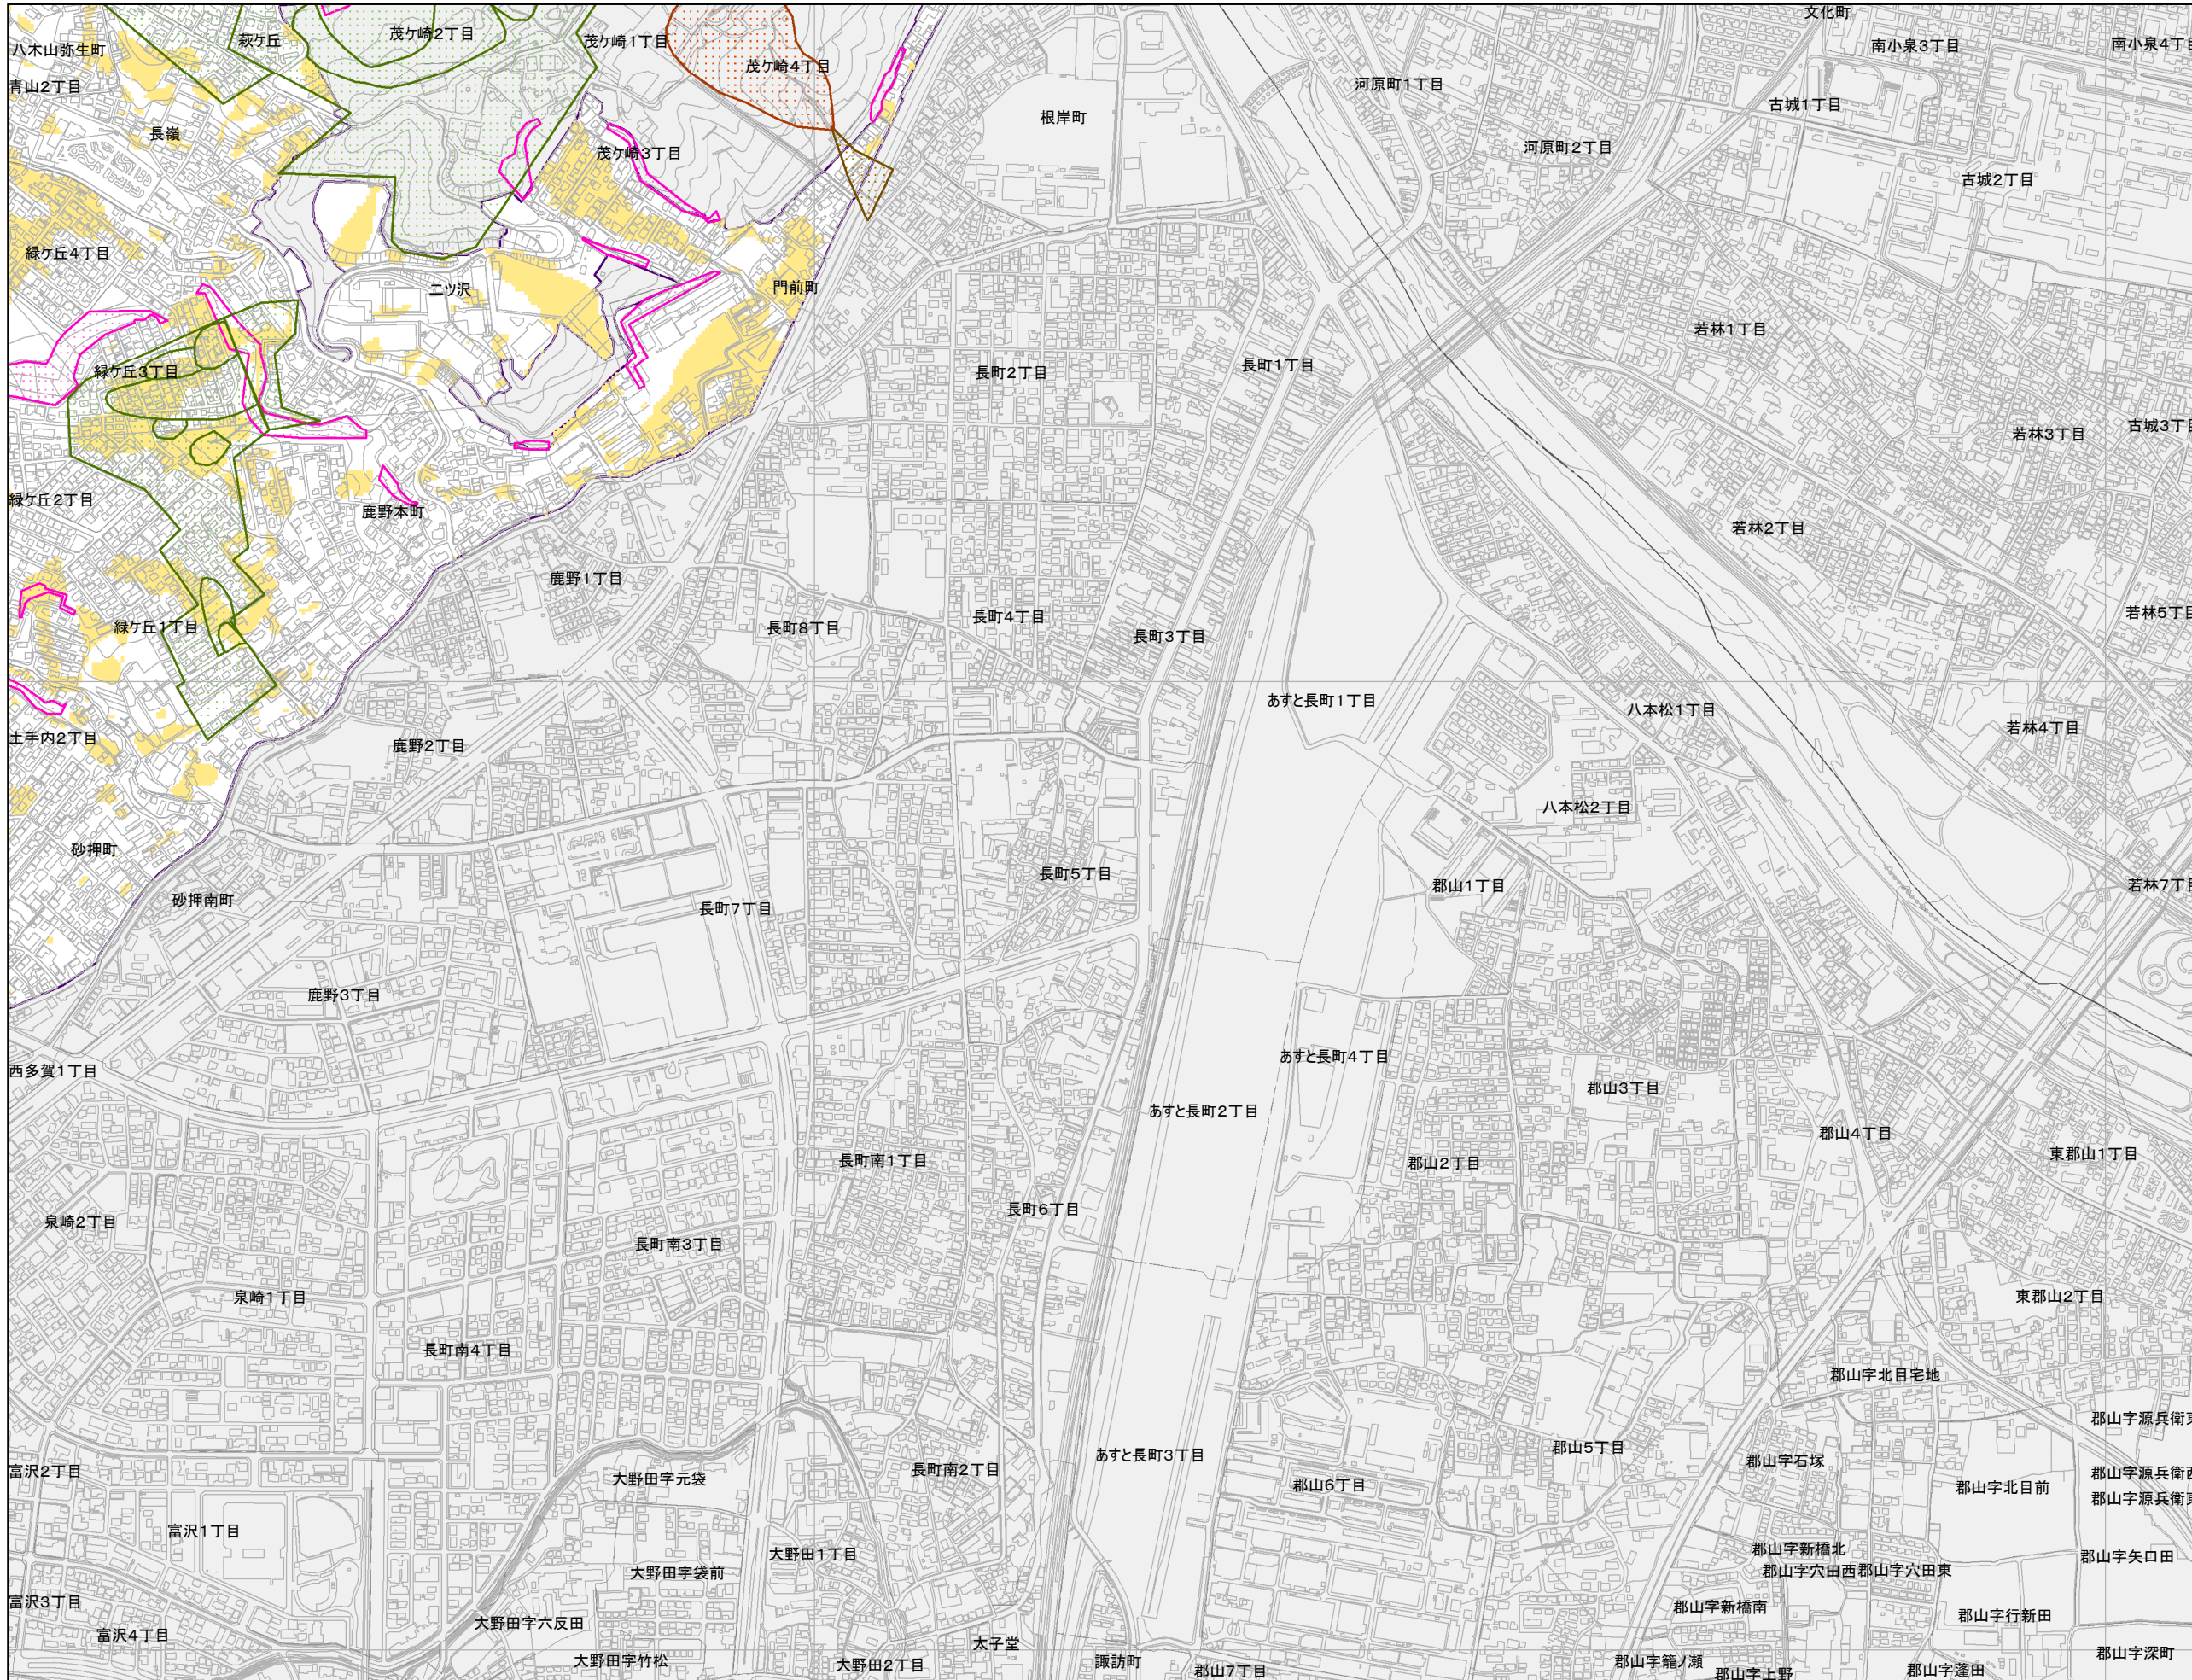 文化町
萩ケ丘
茂ケ崎2丁目
茂ケ崎1丁目
八木山弥生町
南小泉3丁目
南小泉4丁目
茂ケ崎4丁目
青山2丁目
河原町1丁目
古城1丁目
根岸町
長嶺
茂ケ崎3丁目
河原町2丁目
古城2丁目
緑ケ丘4丁目
二ツ沢
門前町
若林1丁目
長町1丁目
緑ケ丘3丁目
長町2丁目
古城3丁目
若林3丁目
緑ケ丘2丁目
鹿野本町
若林2丁目
鹿野1丁目
若林5丁目
長町4丁目
緑ケ丘1丁目
長町8丁目
長町3丁目
あすと長町1丁目
八本松1丁目
若林4丁目
土手内2丁目
鹿野2丁目
八本松2丁目
砂押町
長町5丁目
郡山1丁目
若林7丁目
砂押南町
長町7丁目
鹿野3丁目
あすと長町4丁目
西多賀1丁目
郡山3丁目
あすと長町2丁目
郡山4丁目
東郡山1丁目
長町南1丁目
郡山2丁目
長町6丁目
泉崎2丁目
長町南3丁目
泉崎1丁目
東郡山2丁目
長町南4丁目
郡山字北目宅地
郡山字源兵衛東
郡山5丁目
あすと長町3丁目
郡山字石塚
富沢2丁目
長町南2丁目
郡山字源兵衛西
大野田字元袋
郡山6丁目
郡山字北目前
郡山字源兵衛東
富沢1丁目
郡山字新橋北
大野田1丁目
郡山字矢口田
大野田字袋前
郡山字穴田西
郡山字穴田東
富沢3丁目
郡山字新橋南
郡山字行新田
大野田字六反田
富沢4丁目
太子堂
郡山字深町
大野田字竹松
諏訪町
郡山字籠ノ瀬
大野田2丁目
郡山7丁目
郡山字上野
郡山字蓬田